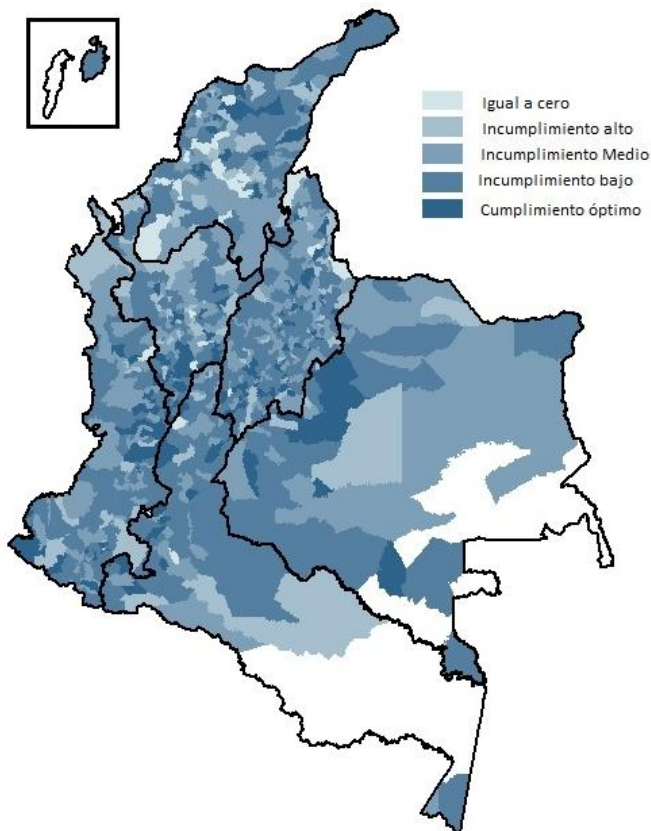 Igual a cero
Incumplimiento alto
Incumplimiento Medio
Incumplimiento bajo
Cumplimiento óptimo